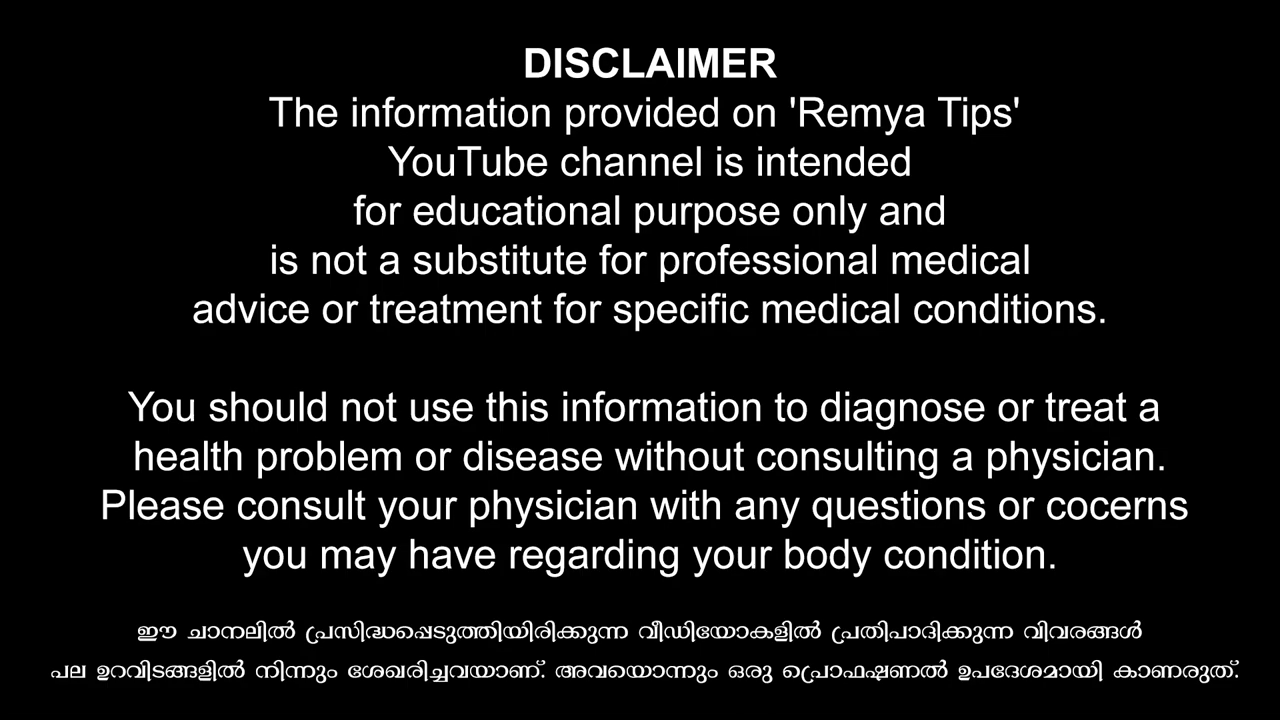 DISCLAIMER
The information provided on 'Remya Tips'
YouTube channel is intended
for educational purpose only and
is not a substitute for professional medical
advice or treatment for specific medical conditions.
You should not use this information to diagnose or treat a
health problem or disease without consulting a physician.
Please consult your physician with any questions or cocerns
you may have regarding your body condition.
ഈ ചാനലിൽ പ്രസിദ്ധപ്പെടുത്തിയിരിക്കുന്ന വീഡിയോകളിൽ പ്രതിപാദിക്കുന്ന വിവരങ്ങൾ
പല ഉറവിടങ്ങളിൽ നിന്നും ശേഖരിച്ചവയാണ്. അവയൊന്നും ഒരു പ്രൊഫഷണൽ ഉപദേശമായി കാണരുത്.